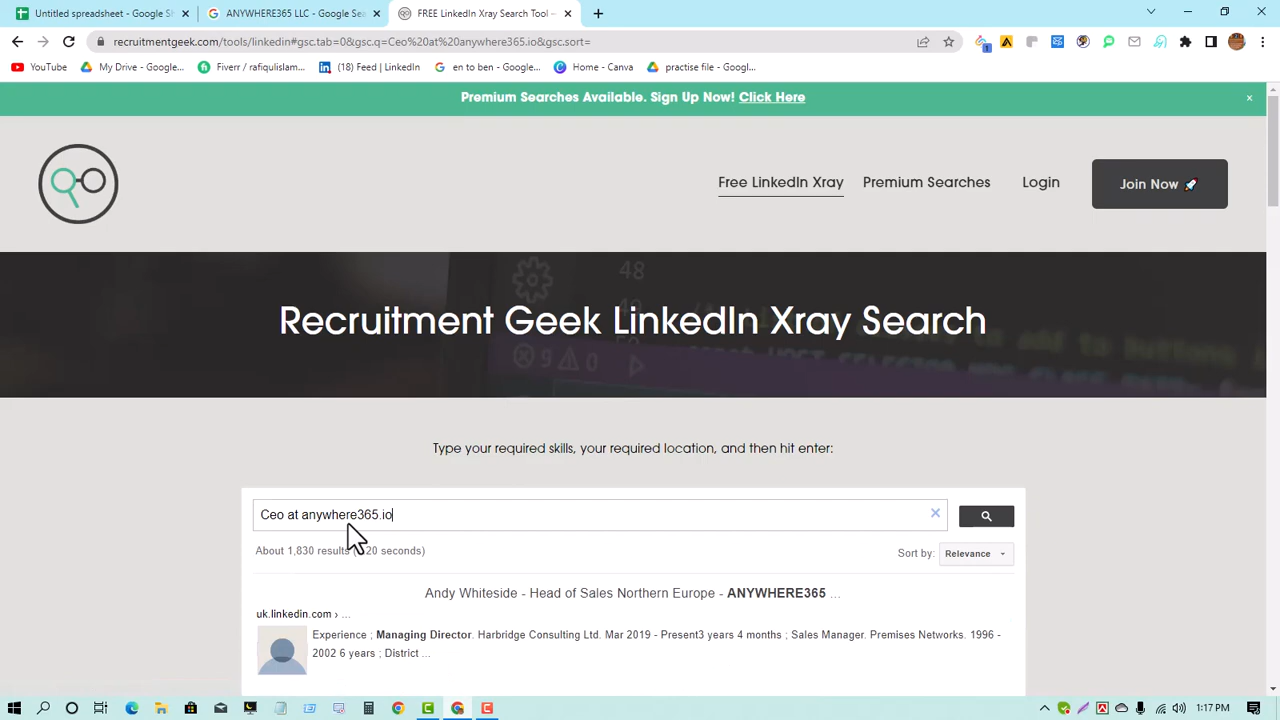 Untitled spreadsheet - Google Sh
ANYWHERE365 LLC - Google Sea
FREE LinkedIn Xray Search Tool —
recruitmentgeek.com/tools/linkedin#gsc.tab=0&gsc.q=Ceo%20at%20anywhere365.io&gsc.sort=
YouTube
My Drive - Google...
Fiverr / rafiqulislam...
(18) Feed | LinkedIn
en to ben - Google...
Home - Canva
practise file - Googl...
Premium Searches Available. Sign Up Now! Click Here
Free LinkedIn Xray
Premium Searches
Login
Join Now 🚀
Recruitment Geek LinkedIn Xray Search
Type your required skills, your required location, and then hit enter:
Ceo at anywhere365.io
About 1,830 results ( 20 seconds)
Sort by:
Relevance
Andy Whiteside - Head of Sales Northern Europe - ANYWHERE365 ...
uk.linkedin.com › ...
Experience ; Managing Director. Harbridge Consulting Ltd. Mar 2019 - Present3 years 4 months ; Sales Manager. Premises Networks. 1996 -
2002 6 years ; District ...
1:17 PM